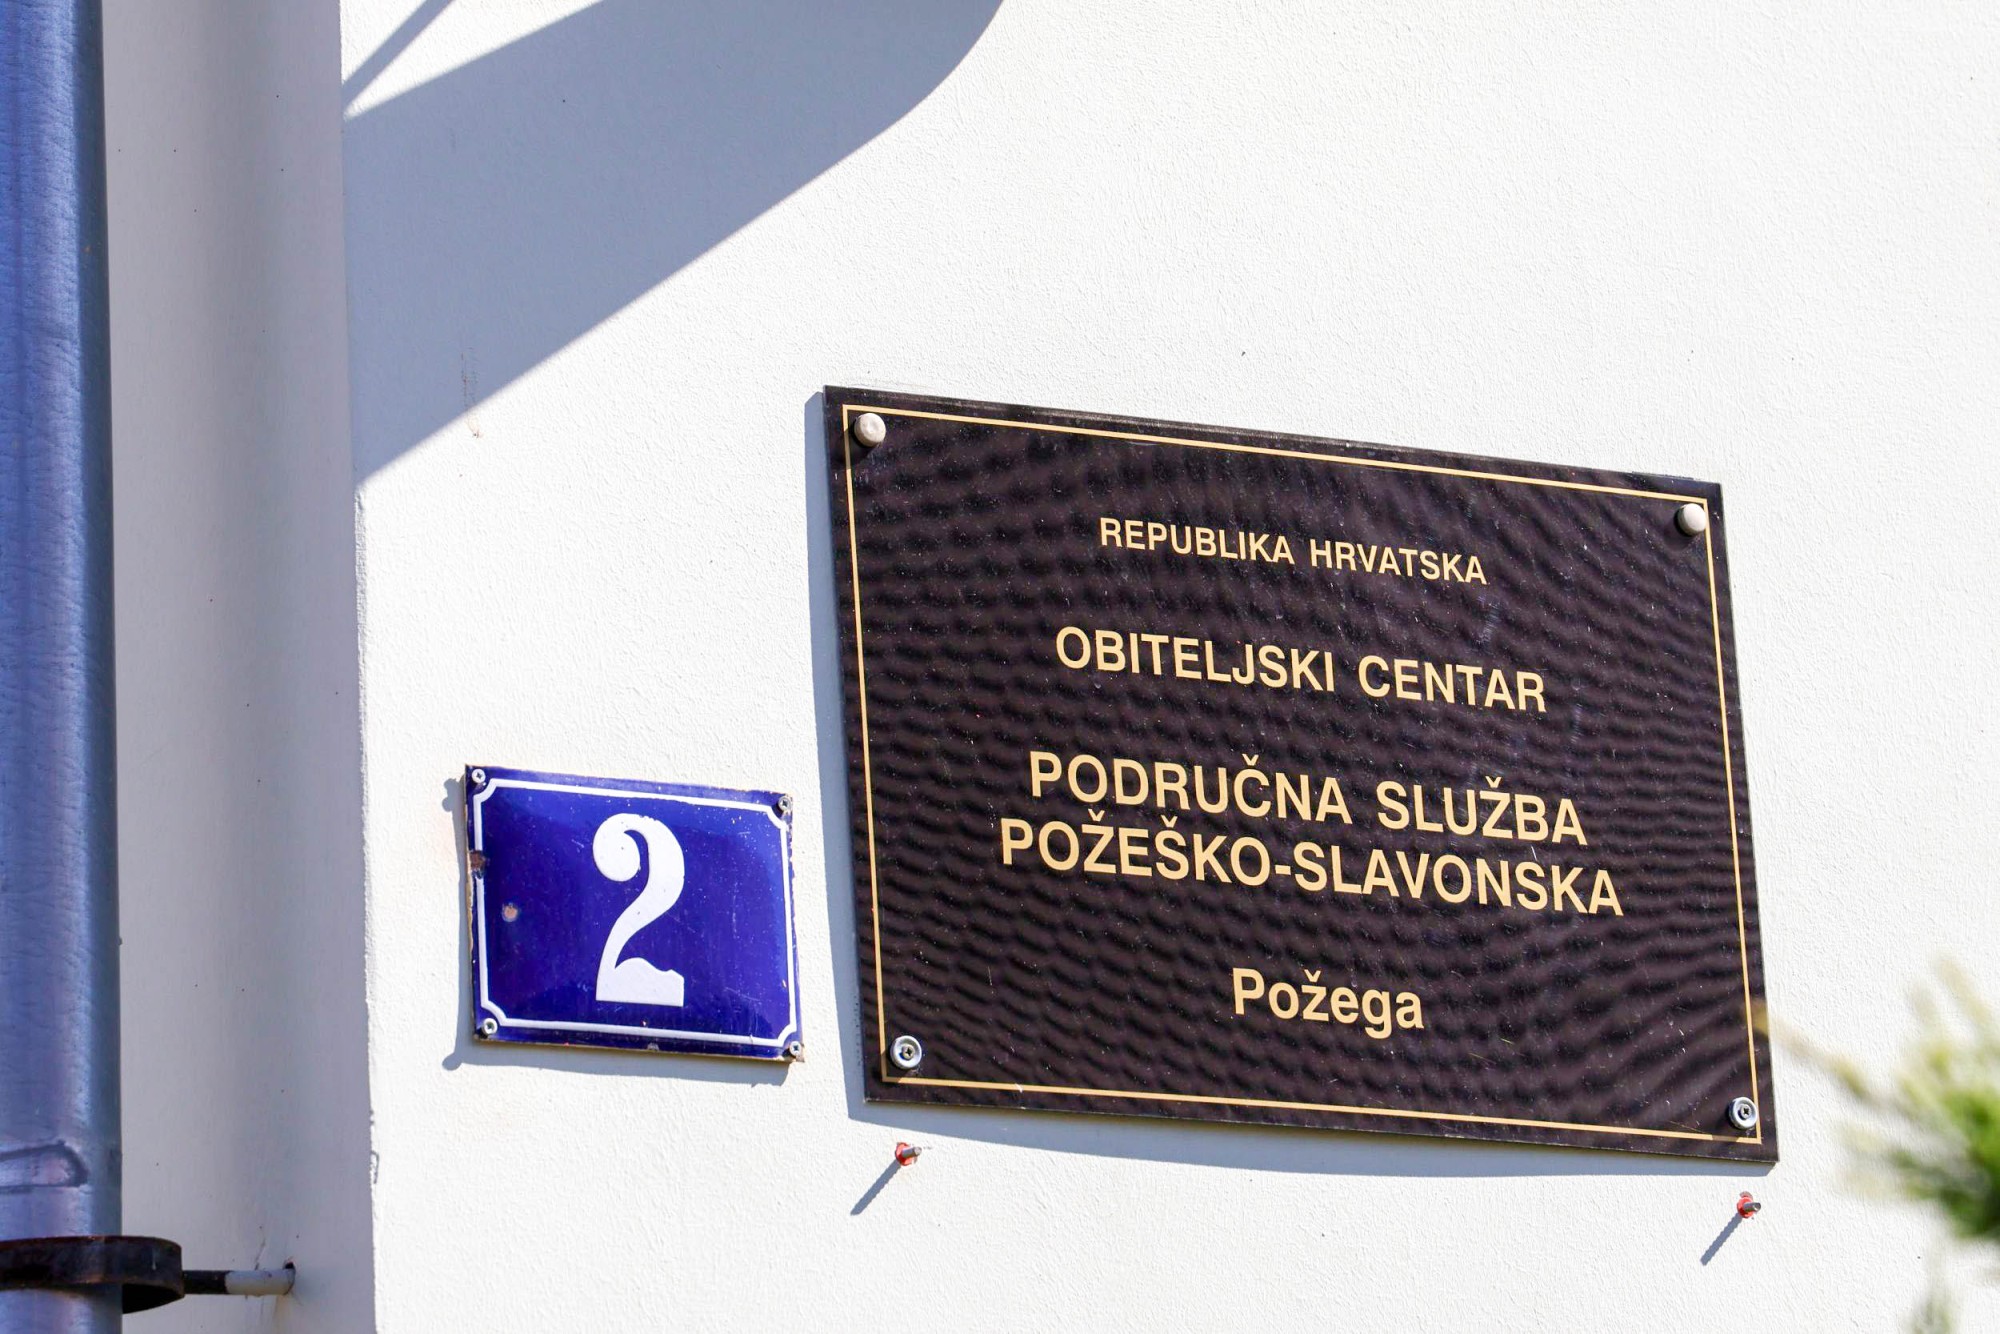 2
REPUBLIKA HRVATSKA
OBITELJSKI CENTAR
PODRUČNA SLUŽBA
POŽEŠKO-SLAVONSKA
Požega